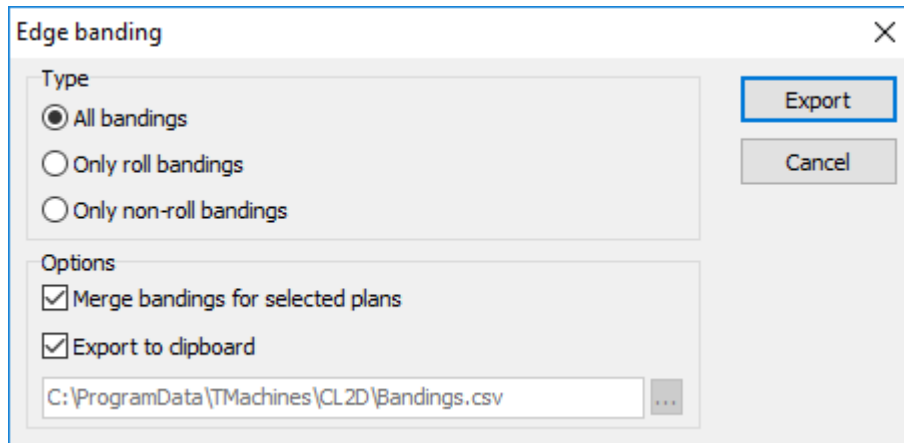 Edge banding
Type
All bandings
Only roll bandings
Only non-roll bandings
Export
Cancel
Options
Merge bandings for selected plans
Export to clipboard
C:\ProgramData\TMachines\CL2D\Bandings.csv
...